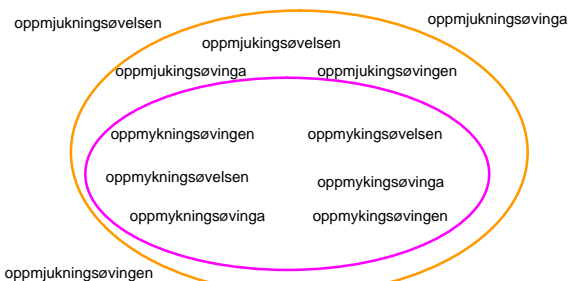 oppmjukningsøvelsen
oppmjukningsøvinga
oppmjukingsøvelsen
oppmjukingsøvinga
oppmjukingsøvingen
oppmykningsøvingen
oppmykingsøvelsen
oppmykningsøvelsen
oppmykingsøvinga
oppmykningsøvinga
oppmykingsøvingen
oppmjukningsøvingen